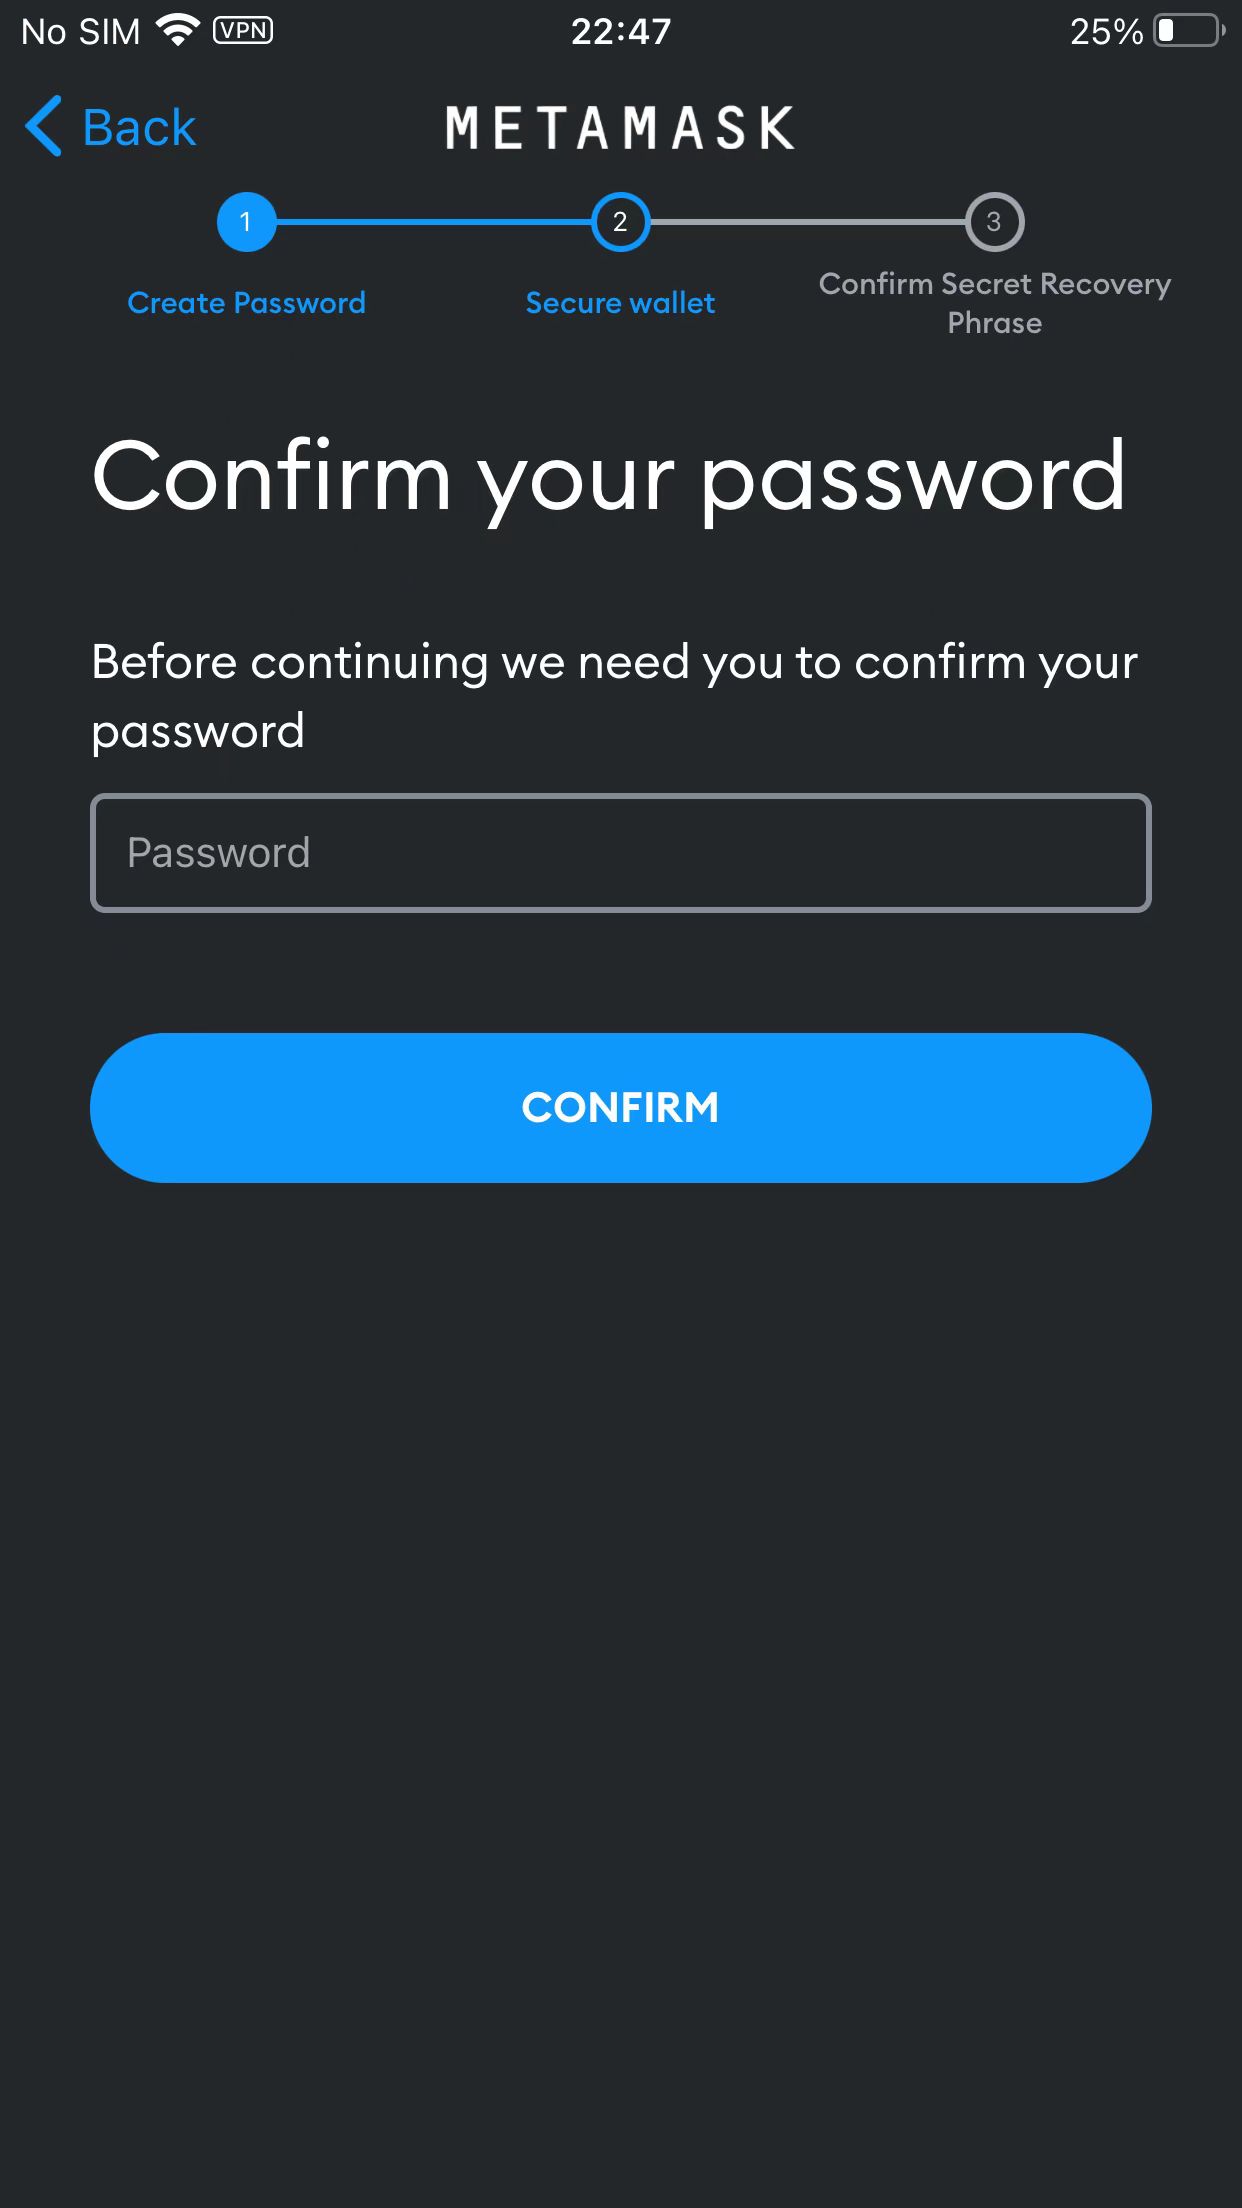 No SIM VPN 22:47 25%
Back METAMASK
1 2 3
Create Password Secure wallet Confirm Secret Recovery
Phrase
Confirm your password
Before continuing we need you to confirm your
password
Password
CONFIRM